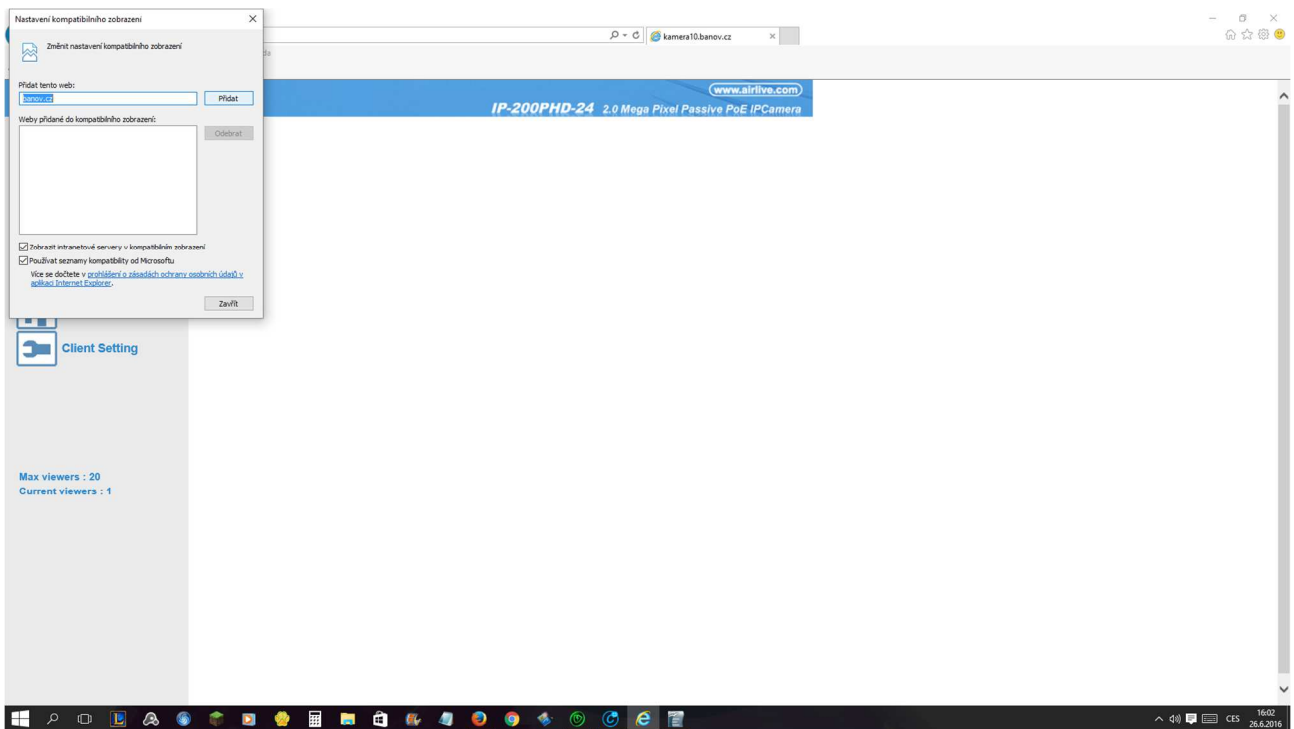 Nastavení kompatibilního zobrazení
Změnit nastavení kompatibilního zobrazení
Přidat tento web:
banov.cz
Přidat
Weby přidané do kompatibilního zobrazení:
Odebrat
Zobrazit intranetové servery v kompatibilním zobrazení
Používat seznamy kompatibility od Microsoftu
Více se dočtete v prohlášení o zásadách ochrany osobních údajů v
aplikaci Internet Explorer.
Zavřít
kamera10.banov.cz
www.airlive.com
IP-200PHD-24 2.0 Mega Pixel Passive PoE IPCamera
Client Setting
Max viewers : 20
Current viewers : 1
CES
16:02
26.6.2016